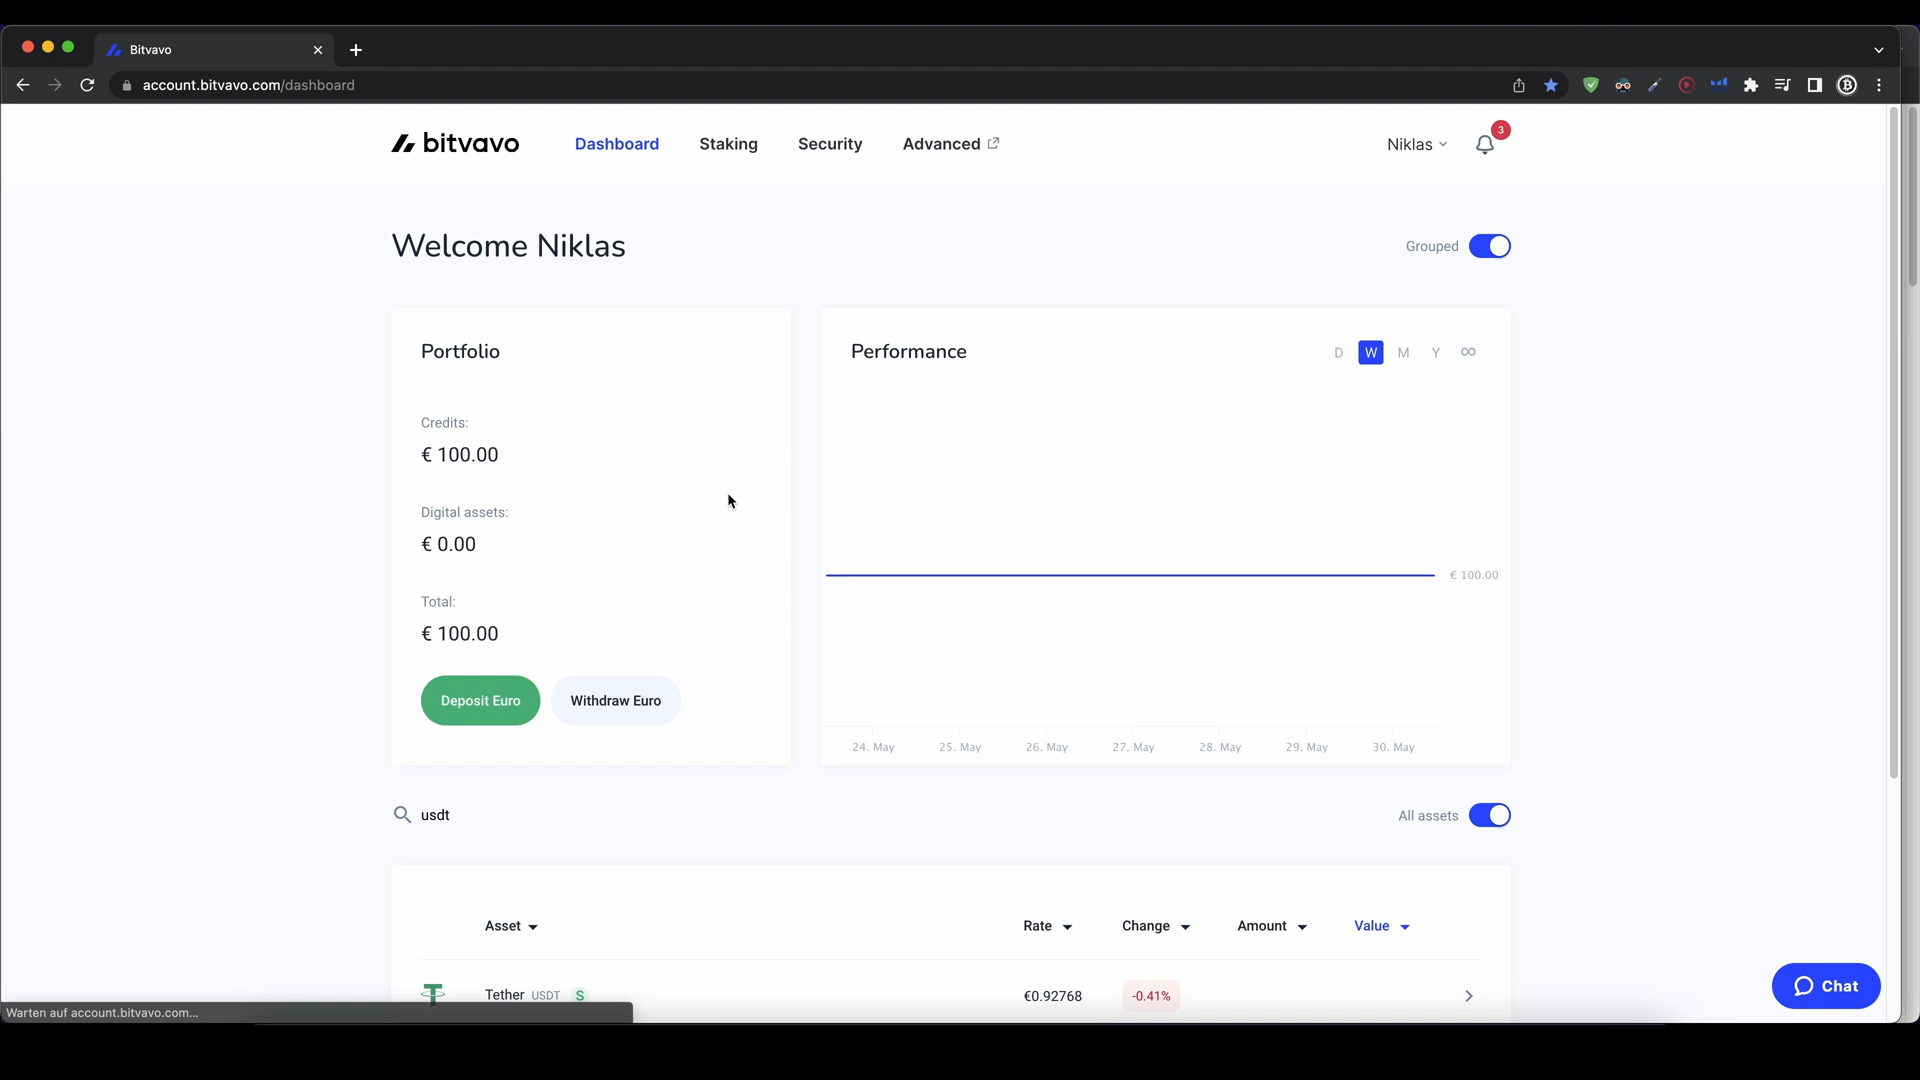 Bitvavo
account.bitvavo.com/dashboard
bitvavo
Dashboard
Staking
Security
Advanced
Niklas
3
Welcome Niklas
Grouped
Portfolio
Credits:
€ 100.00
Digital assets:
€ 0.00
Total:
€ 100.00
Deposit Euro
Withdraw Euro
Performance
D
W
M
Y
∞
€ 100.00
24. May
25. May
26. May
27. May
28. May
29. May
30. May
usdt
All assets
Asset
Rate
Change
Amount
Value
Tether USDT S
€0.92768
-0.41%
Chat
Warten auf account.bitvavo.com...